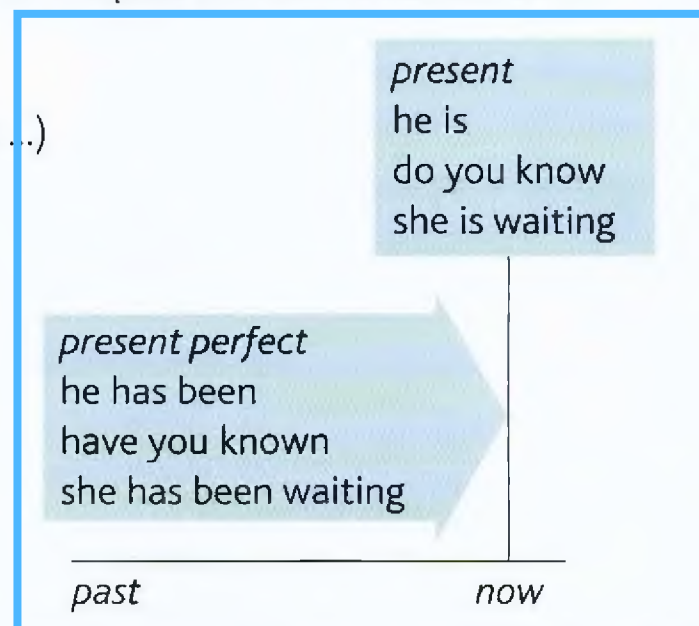 ...)
present
he is
do you know
she is waiting
present perfect
he has been
have you known
she has been waiting
past now